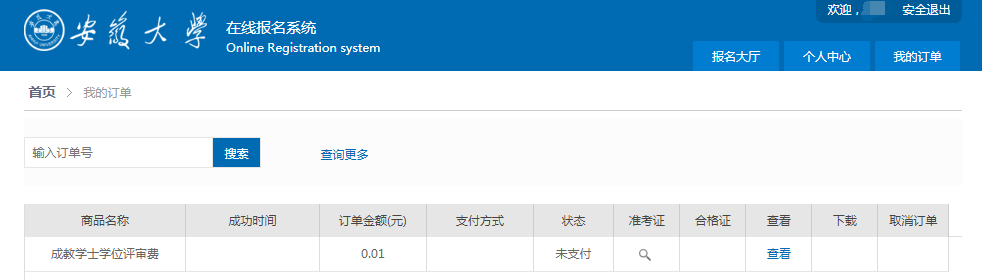 欢迎， 安全退出
安徽大学
在线报名系统
Online Registration system
报名大厅 个人中心 我的订单
首页 > 我的订单
输入订单号 搜索 查询更多
商品名称 成功时间 订单金额(元) 支付方式 状态 准考证 合格证 查看 下载 取消订单
成教学士学位评审费 0.01 未支付 查看